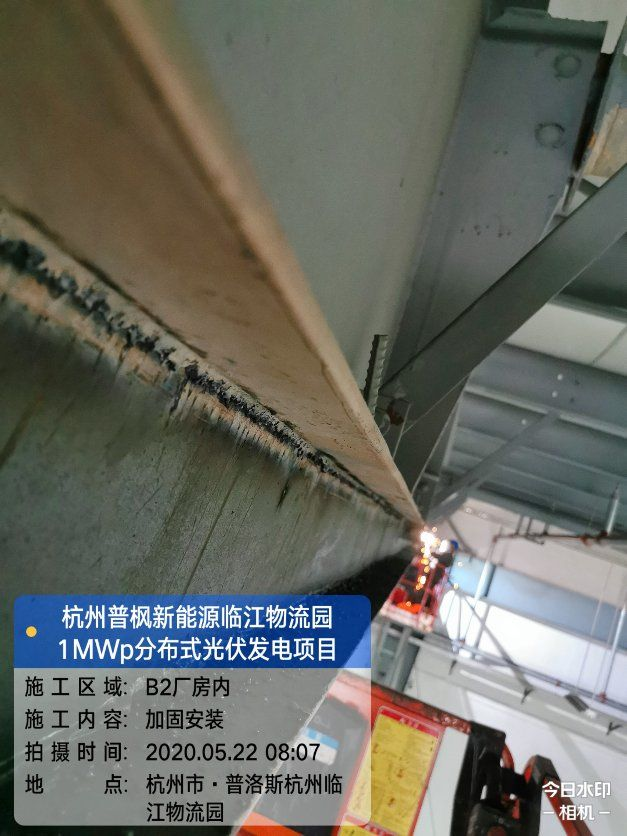 杭州普枫新能源临江物流园
1MWp分布式光伏发电项目
施工区域: B2厂房内
施工内容: 加固安装
拍摄时间: 2020.05.22 08:07
地点: 杭州市·普洛斯杭州临
江物流园
今日水印
-相机-